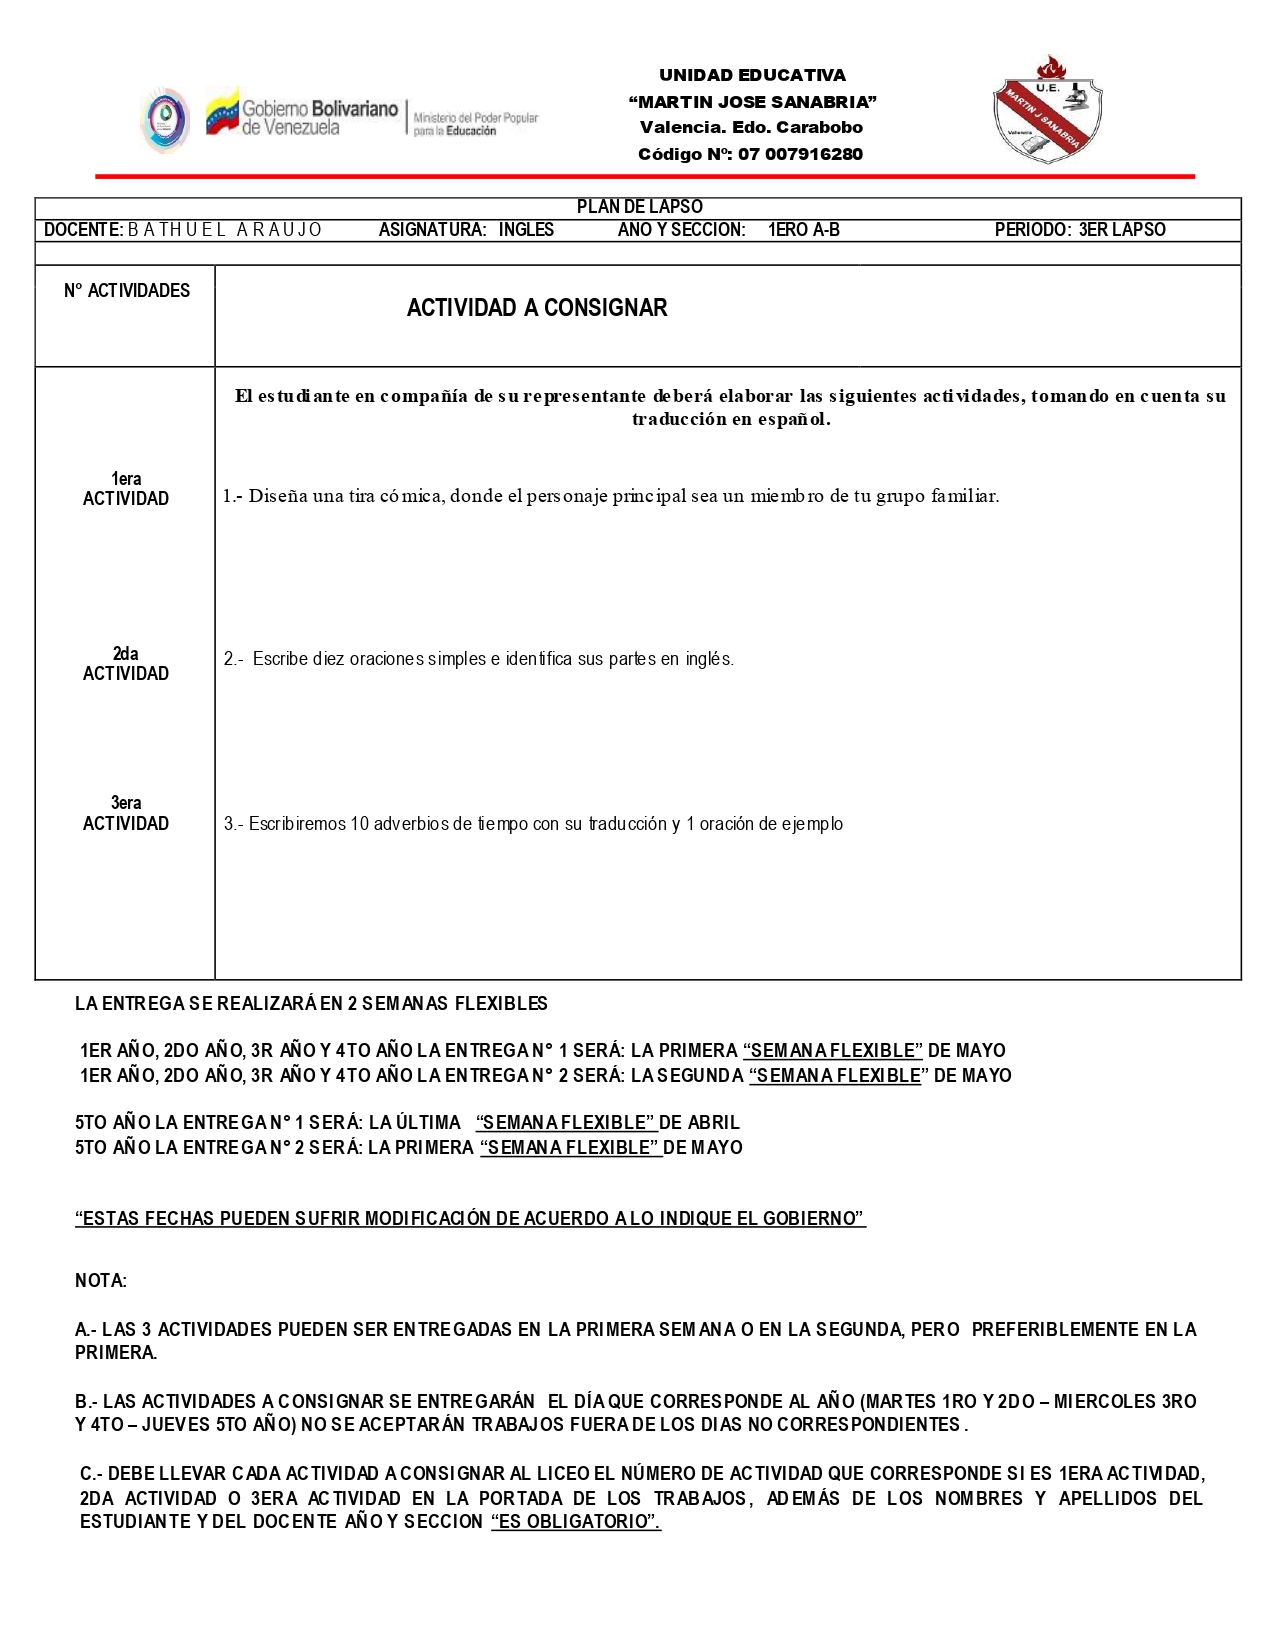 UNIDAD EDUCATIVA
“MARTIN JOSE SANABRIA”
Valencia. Edo. Carabobo
Código Nº: 07 007916280
Gobierno Bolivariano
de Venezuela
Ministerio del Poder Popular
para la Educación
U.E.
MARTIN J SANABRIA
Valencia
PLAN DE LAPSO
DOCENTE: BATHUEL ARAUJO ASIGNATURA: INGLES ANO Y SECCION: 1ERO A-B PERIODO: 3ER LAPSO
N° ACTIVIDADES
ACTIVIDAD A CONSIGNAR
El estudiante en compañía de su representante deberá elaborar las siguientes actividades, tomando en cuenta su
traducción en español.
1era
ACTIVIDAD
1.- Diseña una tira cómica, donde el personaje principal sea un miembro de tu grupo familiar.
2da
ACTIVIDAD
2.- Escribe diez oraciones simples e identifica sus partes en inglés.
3era
ACTIVIDAD
3.- Escribiremos 10 adverbios de tiempo con su traducción y 1 oración de ejemplo
LA ENTREGA SE REALIZARÁ EN 2 SEMANAS FLEXIBLES
1ER AÑO, 2DO AÑO, 3R AÑO Y 4TO AÑO LA ENTREGA N° 1 SERÁ: LA PRIMERA “SEMANA FLEXIBLE” DE MAYO
1ER AÑO, 2DO AÑO, 3R AÑO Y 4TO AÑO LA ENTREGA N° 2 SERÁ: LA SEGUNDA “SEMANA FLEXIBLE” DE MAYO
5TO AÑO LA ENTREGA N° 1 SERÁ: LA ÚLTIMA “SEMANA FLEXIBLE” DE ABRIL
5TO AÑO LA ENTREGA N° 2 SERÁ: LA PRIMERA “SEMANA FLEXIBLE” DE MAYO
“ESTAS FECHAS PUEDEN SUFRIR MODIFICACIÓN DE ACUERDO A LO INDIQUE EL GOBIERNO”
NOTA:
A.- LAS 3 ACTIVIDADES PUEDEN SER ENTREGADAS EN LA PRIMERA SEMANA O EN LA SEGUNDA, PERO PREFERIBLEMENTE EN LA
PRIMERA.
B.- LAS ACTIVIDADES A CONSIGNAR SE ENTREGARÁN EL DÍA QUE CORRESPONDE AL AÑO (MARTES 1RO Y 2DO – MIERCOLES 3RO
Y 4TO – JUEVES 5TO AÑO) NO SE ACEPTARÁN TRABAJOS FUERA DE LOS DIAS NO CORRESPONDIENTES.
C.- DEBE LLEVAR CADA ACTIVIDAD A CONSIGNAR AL LICEO EL NÚMERO DE ACTIVIDAD QUE CORRESPONDE SI ES 1ERA ACTIVIDAD,
2DA ACTIVIDAD O 3ERA ACTIVIDAD EN LA PORTADA DE LOS TRABAJOS, ADEMÁS DE LOS NOMBRES Y APELLIDOS DEL
ESTUDIANTE Y DEL DOCENTE AÑO Y SECCION “ES OBLIGATORIO”.